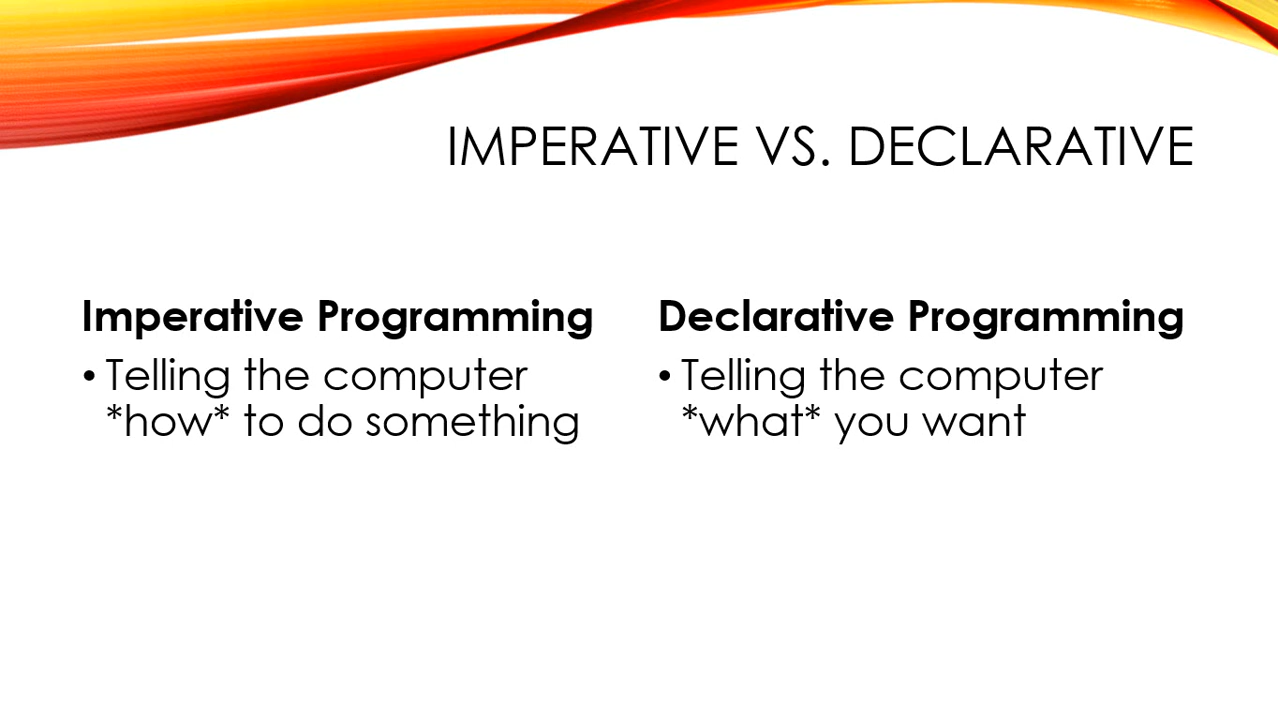 IMPERATIVE VS. DECLARATIVE
Imperative Programming
• Telling the computer
*how* to do something
Declarative Programming
• Telling the computer
*what* you want